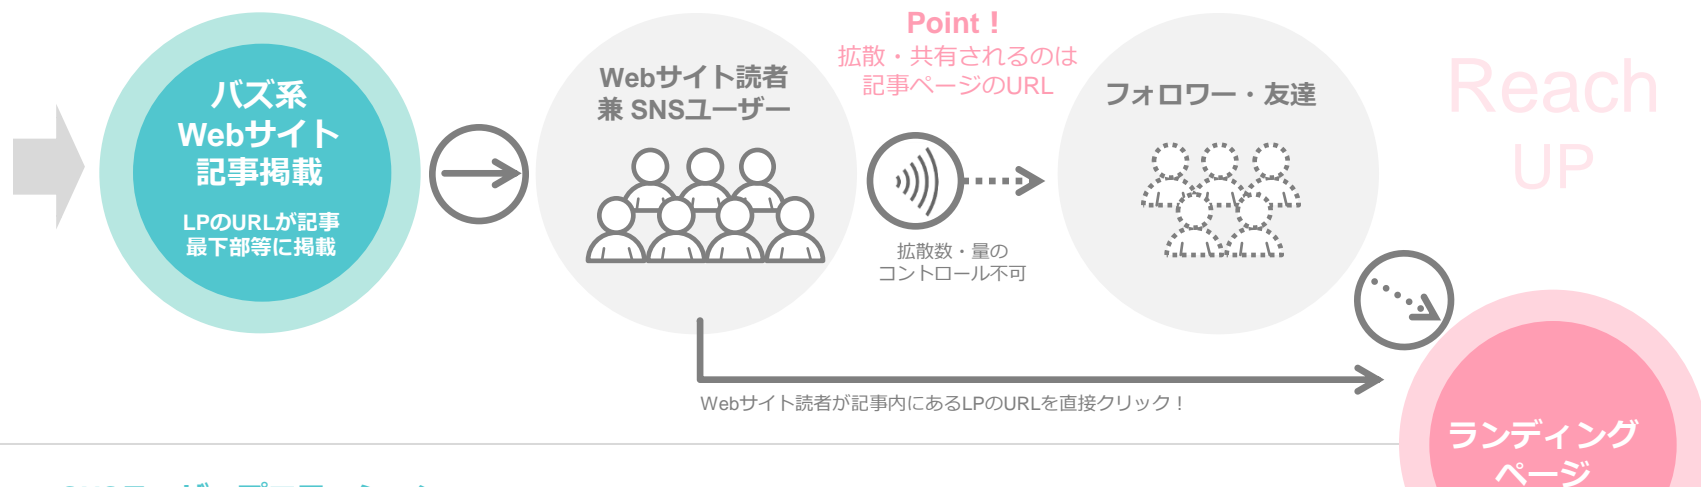 バズ系
Webサイト
記事掲載
LPのURLが記事
最下部等に掲載
Webサイト読者
兼 SNSユーザー
Point！
拡散・共有されるのは
記事ページのURL
拡散数・量の
コントロール不可
フォロワー・友達
Reach
UP
Webサイト読者が記事内にあるLPのURLを直接クリック！
ランディング
ページ